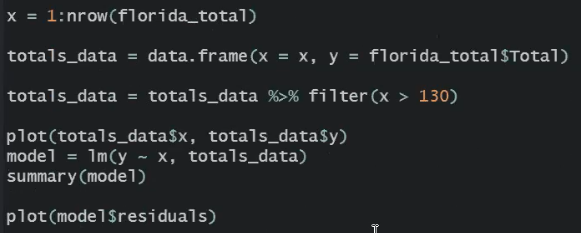 x = 1:nrow(florida_total)
totals_data = data.frame(x = x, y = florida_total$Total)
totals_data = totals_data %>% filter(x > 130)
plot(totals_data$x, totals_data$y)
model = lm(y ~ x, totals_data)
summary(model)
plot(model$residuals)